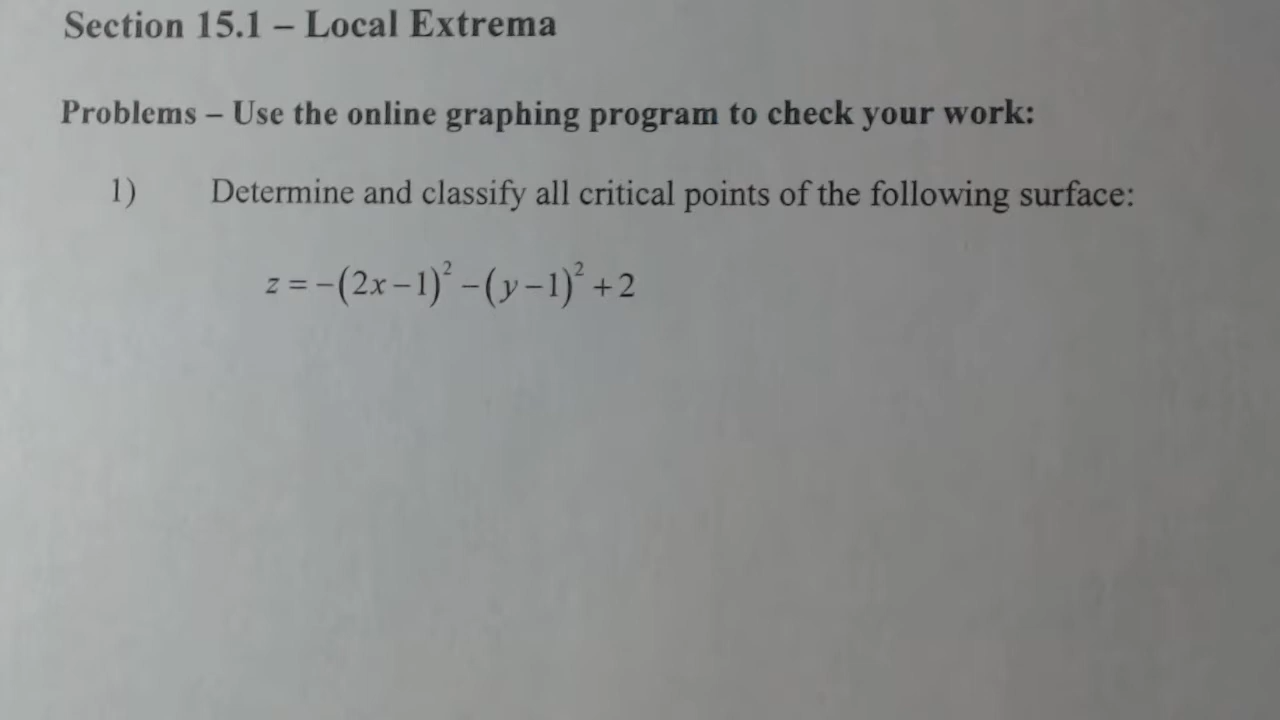 Section 15.1 – Local Extrema
Problems – Use the online graphing program to check your work:
1) Determine and classify all critical points of the following surface:
z = −(2x−1)² −(y−1)² +2